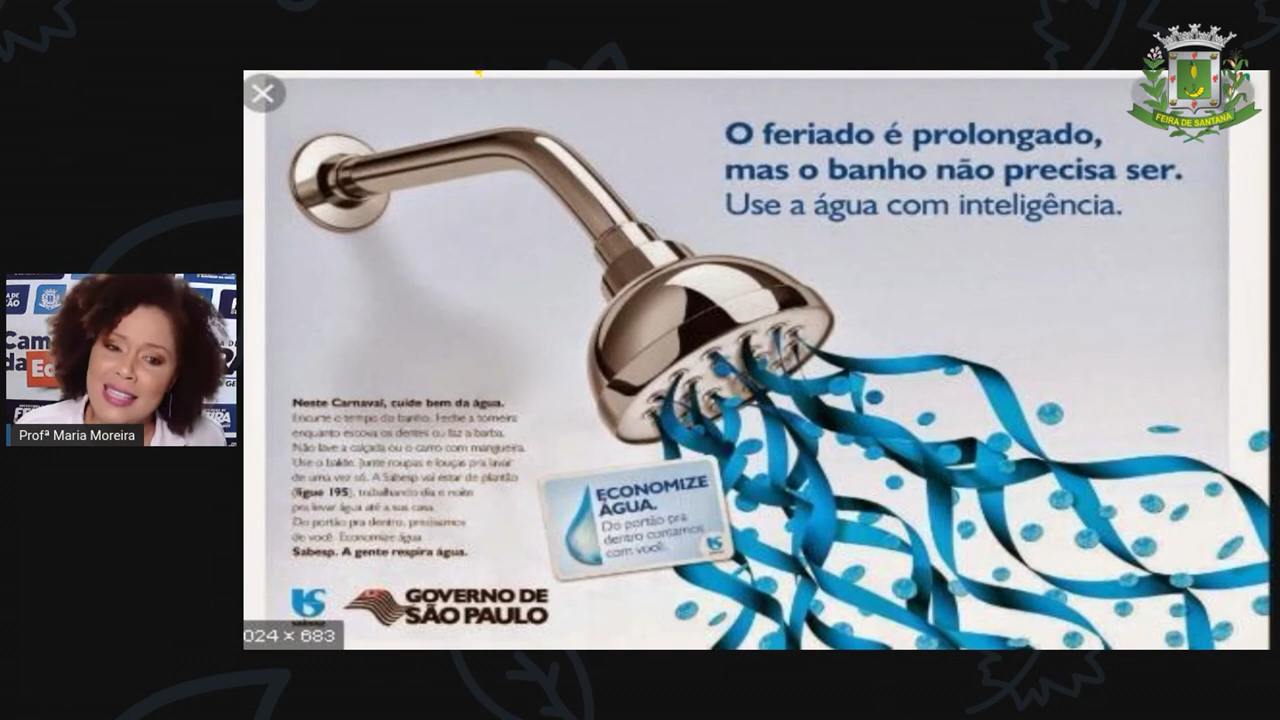 FEIRA DE SANTANA
O feriado é prolongado,
mas o banho não precisa ser.
Use a água com inteligência.
Neste Carnaval, cuide bem da água.
Encurte o tempo do banho. Feche a torneira
enquanto escova os dentes ou faz a barba.
Não lave a calçada ou o carro com mangueira.
Use o balde. Junte roupas e louças pra lavar
de uma vez só. A Sabesp vai estar de plantão
(ligue 195), trabalhando dia e noite
pra levar água até a sua casa.
Do portão pra dentro, precisamos
de você. Economize água
Sabesp. A gente respira água.
ECONOMIZE
ÁGUA.
Do portão pra
dentro contamos
com você.
GOVERNO DE
SÃO PAULO
024 × 683
Cam
da Ed
Profª Maria Moreira